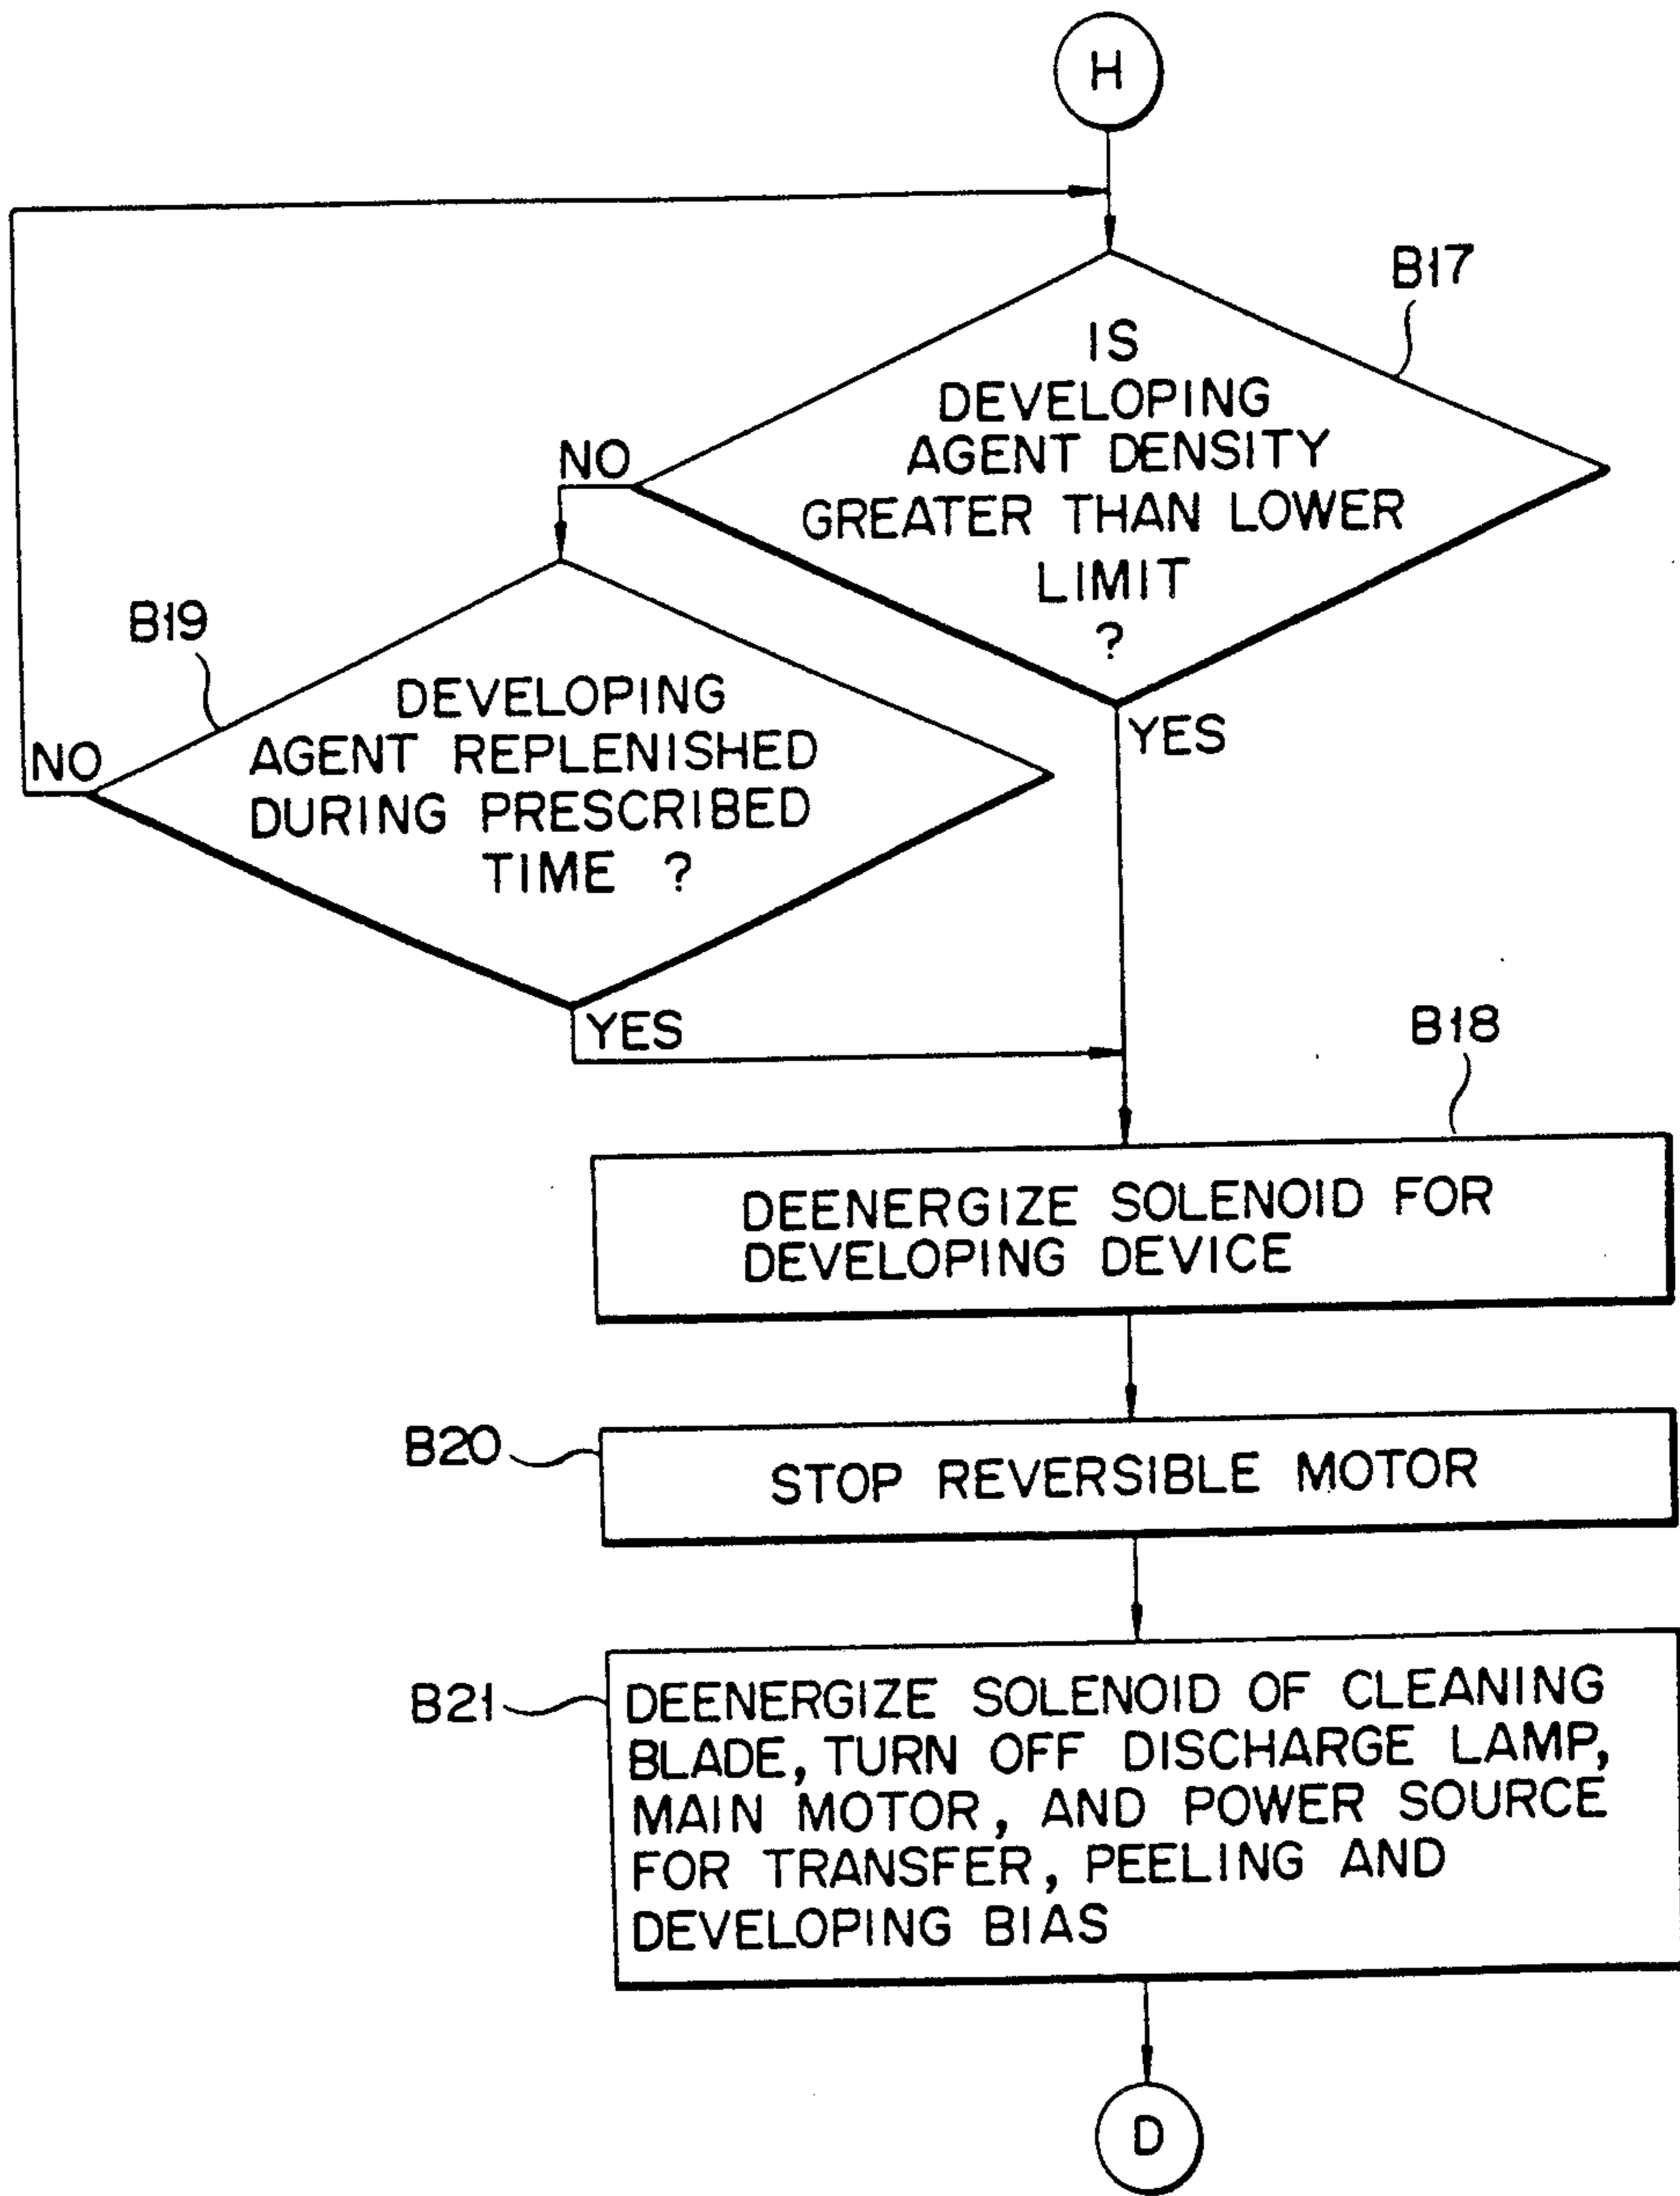 H
B17
IS
DEVELOPING
AGENT DENSITY
GREATER THAN LOWER
LIMIT
?
NO
YES
B19
DEVELOPING
AGENT REPLENISHED
DURING PRESCRIBED
TIME ?
NO
YES
B18
DEENERGIZE SOLENOID FOR
DEVELOPING DEVICE
B20
STOP REVERSIBLE MOTOR
B21
DEENERGIZE SOLENOID OF CLEANING
BLADE, TURN OFF DISCHARGE LAMP,
MAIN MOTOR, AND POWER SOURCE
FOR TRANSFER, PEELING AND
DEVELOPING BIAS
D